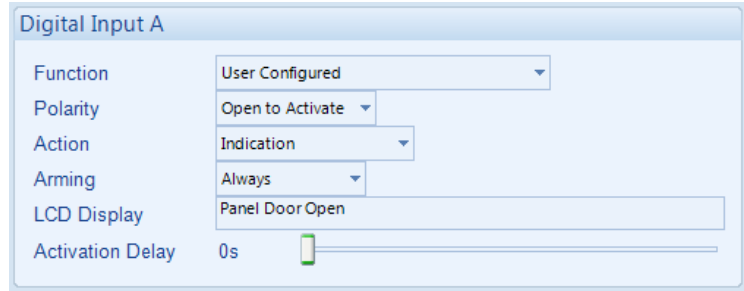 Digital Input A
Function User Configured
Polarity Open to Activate
Action Indication
Arming Always
LCD Display Panel Door Open
Activation Delay 0s